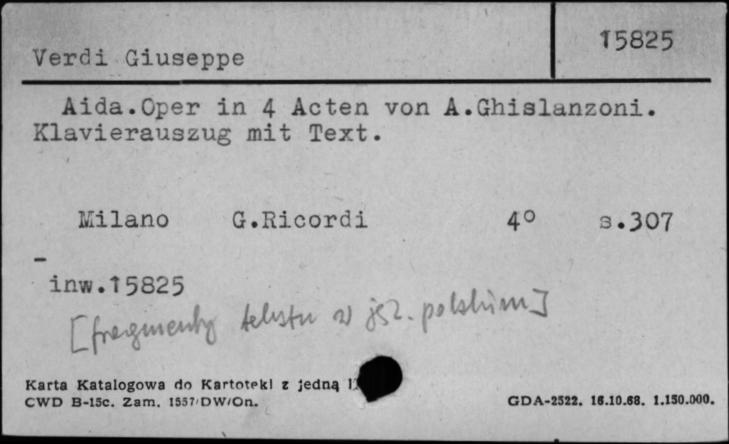 Verdi Giuseppe
15825
Aida.Oper in 4 Acten von A.Ghislanzoni.
Klavierauszug mit Text.
Milano G.Ricordi 4° s.307
inw.15825
[fragmenty tekstu w jęz. polskim]
Karta Katalogowa do Kartoteki z jedną
CWD B-15c. Zam. 1557/DW/On.
GDA-2522. 16.10.68. 1.150.000.